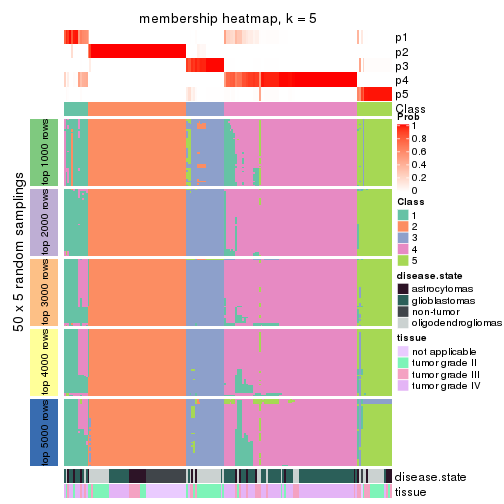 membership heatmap, k = 5
p1
p2
p3
p4
p5
Class
50 x 5 random samplings
top 1000 rows
top 2000 rows
top 3000 rows
top 4000 rows
top 5000 rows
disease.state
tissue
Prob
1
0.8
0.6
0.4
0.2
0
Class
1
2
3
4
5
disease.state
astrocytomas
glioblastomas
non-tumor
oligodendrogliomas
tissue
not applicable
tumor grade II
tumor grade III
tumor grade IV